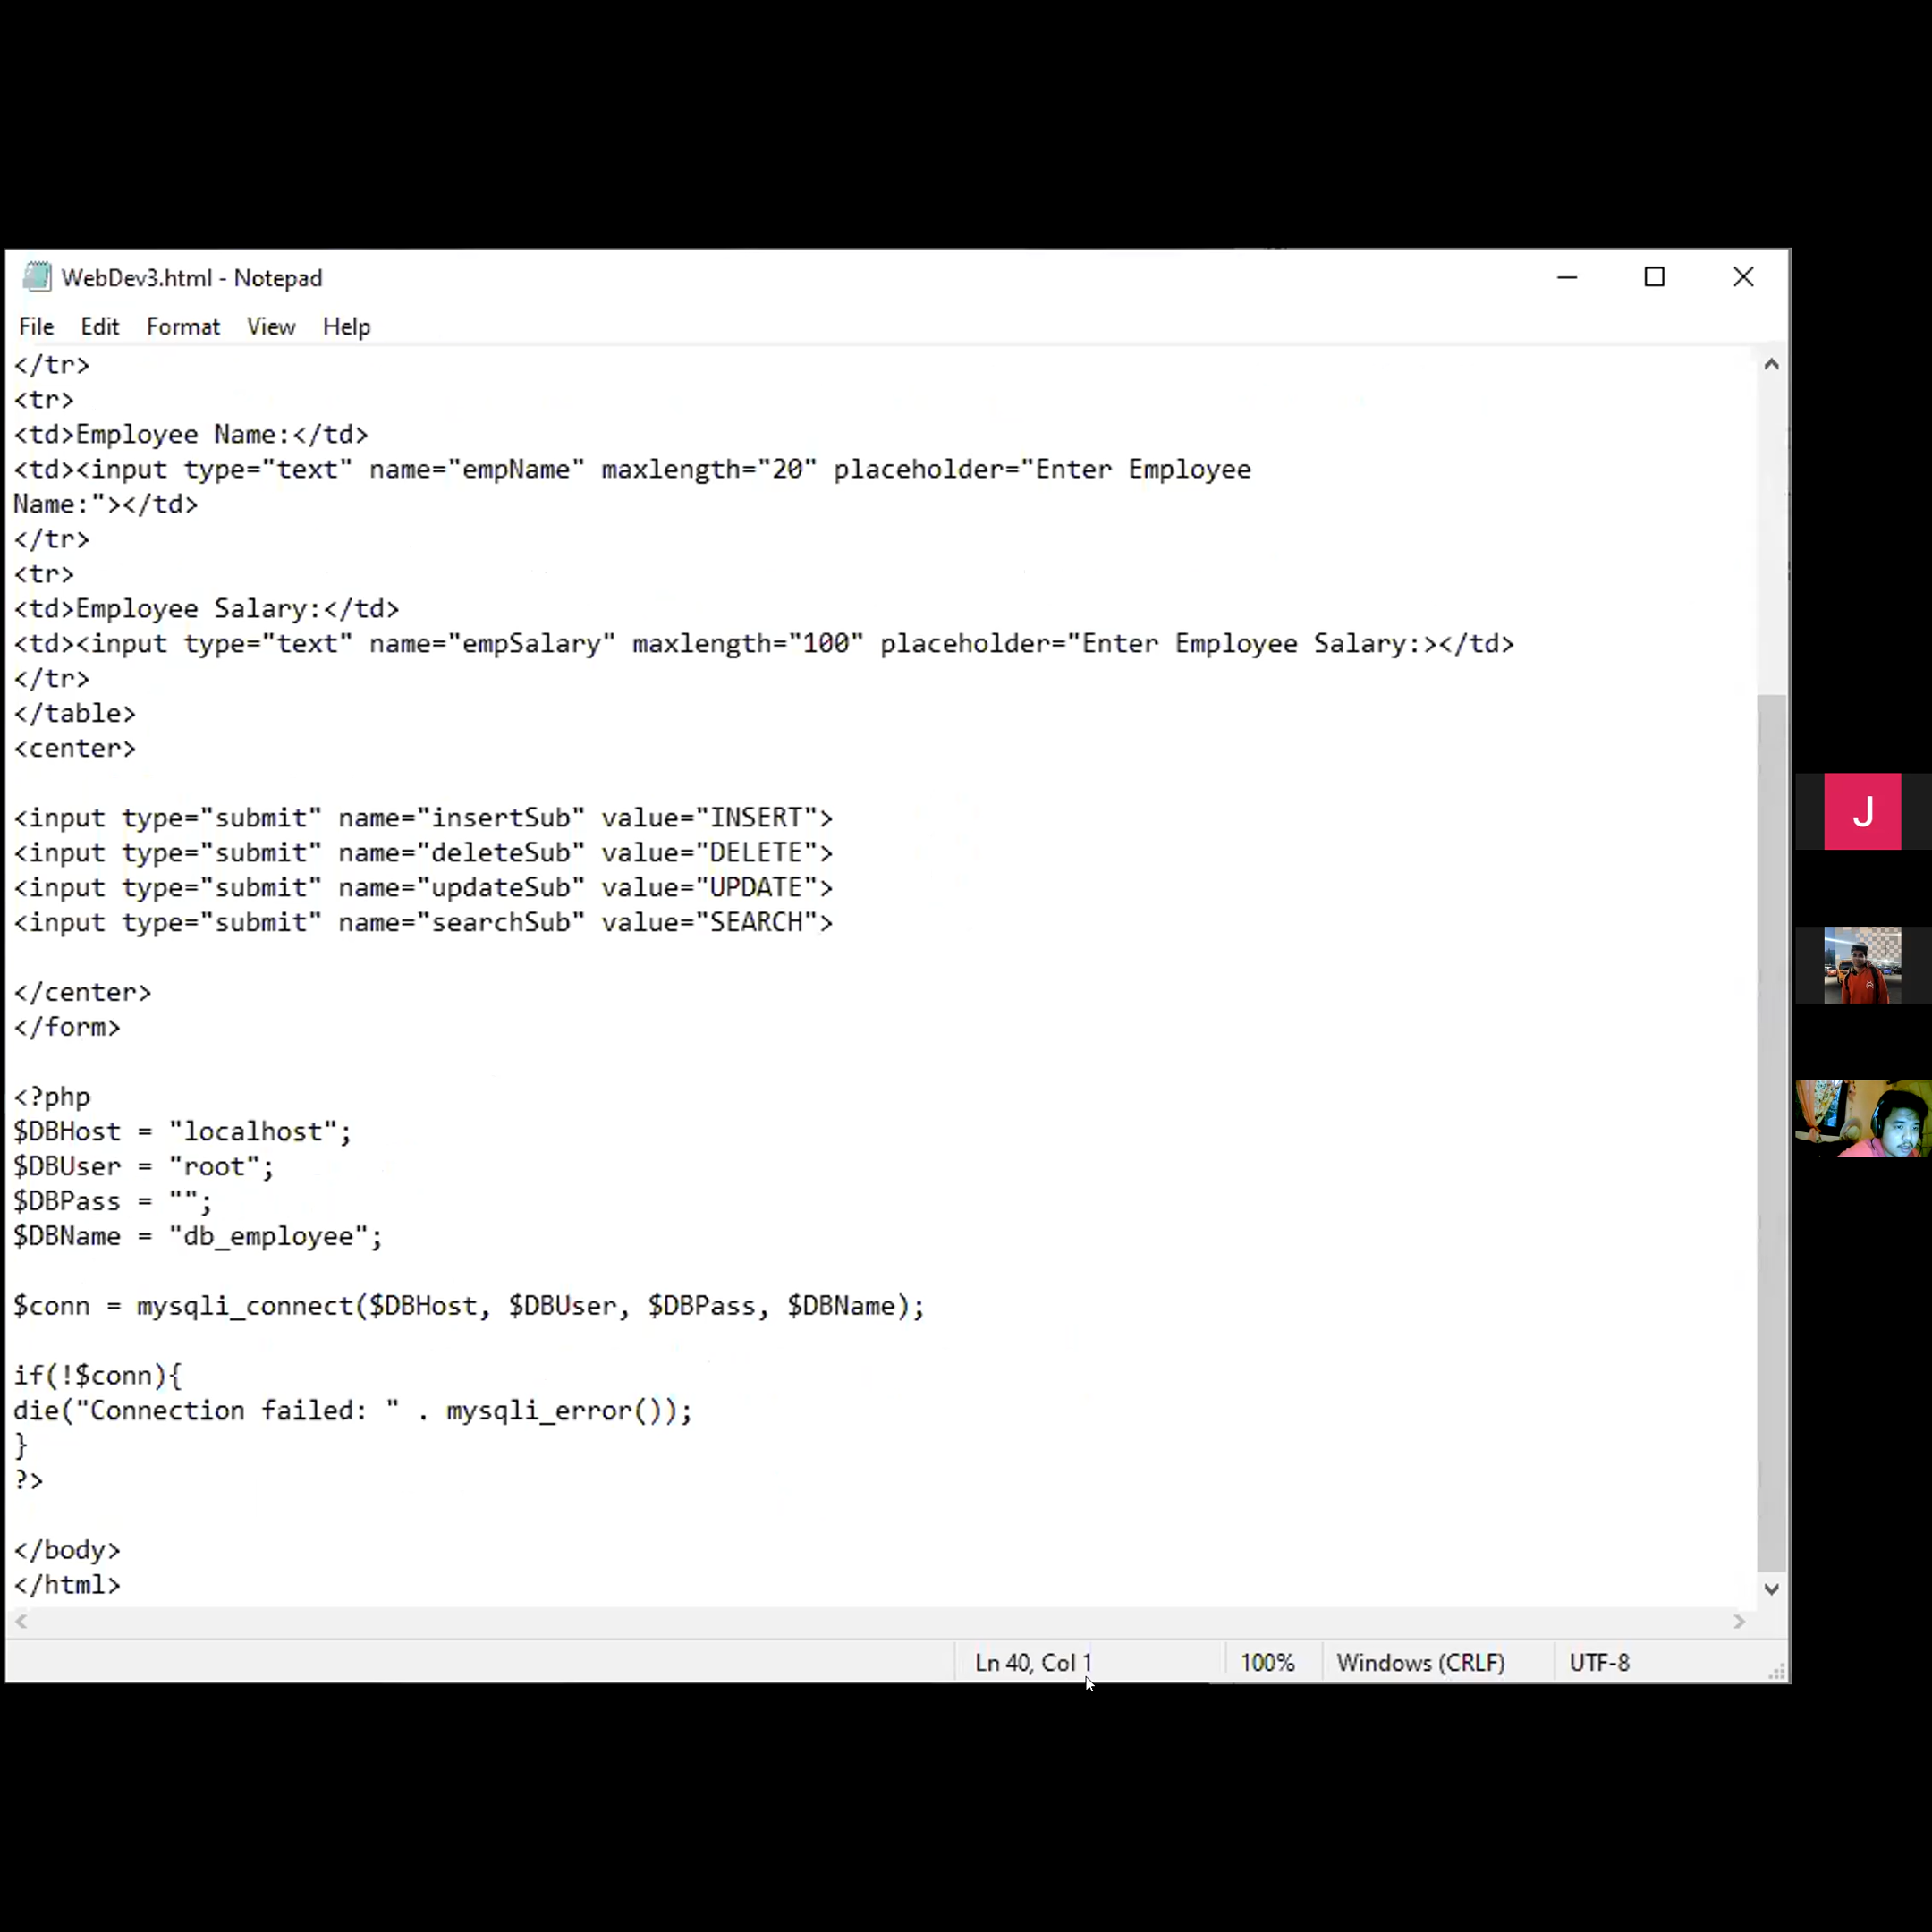 WebDev3.html - Notepad
File Edit Format View Help
</tr>
<tr>
<td>Employee Name:</td>
<td><input type="text" name="empName" maxlength="20" placeholder="Enter Employee
Name:"></td>
</tr>
<tr>
<td>Employee Salary:</td>
<td><input type="text" name="empSalary" maxlength="100" placeholder="Enter Employee Salary:></td>
</tr>
</table>
<center>
<input type="submit" name="insertSub" value="INSERT">
<input type="submit" name="deleteSub" value="DELETE">
<input type="submit" name="updateSub" value="UPDATE">
<input type="submit" name="searchSub" value="SEARCH">
</center>
</form>
<?php
$DBHost = "localhost";
$DBUser = "root";
$DBPass = "";
$DBName = "db_employee";
$conn = mysqli_connect($DBHost, $DBUser, $DBPass, $DBName);
if(!$conn){
die("Connection failed: " . mysqli_error());
}
?>
</body>
</html>
Ln 40, Col 1 100% Windows (CRLF) UTF-8
J